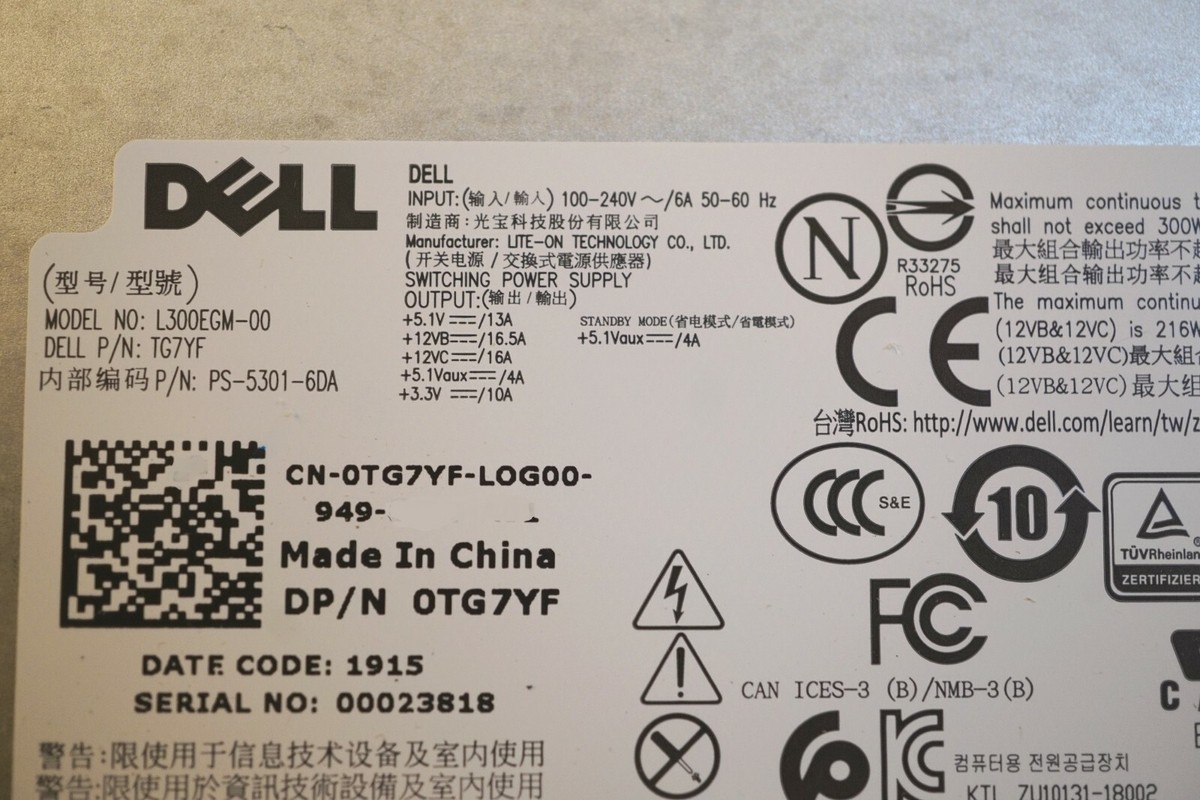 DELL
DELL
INPUT:(输入/輸入) 100-240V ～/6A 50-60 Hz
制造商:光宝科技股份有限公司
Manufacturer: LITE-ON TECHNOLOGY CO., LTD.
(开关电源/交換式電源供應器)
SWITCHING POWER SUPPLY
OUTPUT:(输出/輸出)
+5.1V ⎓/13A
+12VB⎓/16.5A
+12VC⎓/16A
+5.1Vaux⎓/4A
+3.3V ⎓/10A
STANDBY MODE(省电模式/省電模式)
+5.1Vaux⎓/4A
(型号/型號)
MODEL NO: L300EGM-00
DELL P/N: TG7YF
内部编码P/N: PS-5301-6DA
CN-0TG7YF-LOG00-
949-
Made In China
DP/N 0TG7YF
DATE CODE: 1915
SERIAL NO: 00023818
警告:限使用于信息技术设备及室内使用
警告:限使用於資訊技術設備及室內使用
N
R33275
RoHS
Maximum continuous
shall not exceed 300W
最大組合輸出功率不
最大组合输出功率不
The maximum
(12VB&12VC) is 216W
(12VB&12VC)最大組
(12VB&12VC)最大组
CE
台灣RoHS: http://www.dell.com/learn/tw/z
CCC S&E
10
TÜVRheinlan
ZERTIFIZIER
FC
CAN ICES-3 (B)/NMB-3(B)
컴퓨터용 전원공급장치
KTL ZU10131-18002